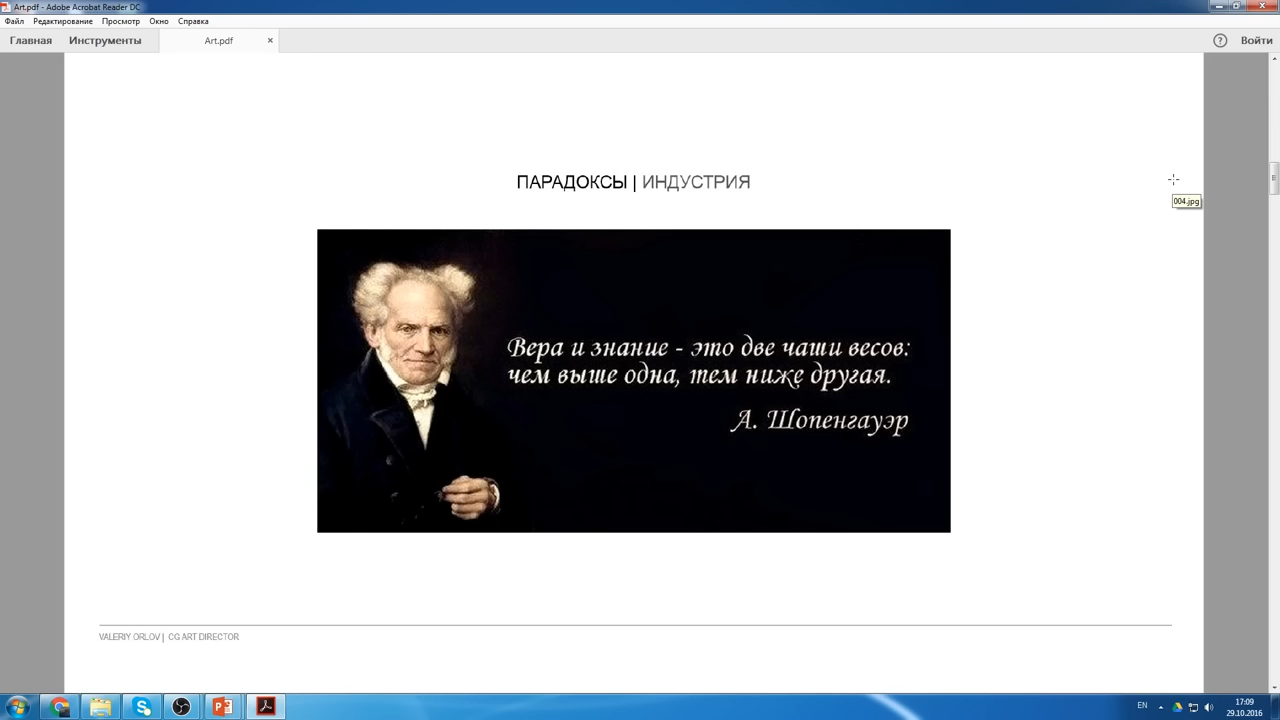 Art.pdf - Adobe Acrobat Reader DC
Файл Редактирование Просмотр Окно Справка
Главная Инструменты Art.pdf × ? Войти
ПАРАДОКСЫ | ИНДУСТРИЯ
004.jpg
Вера и знание - это две чаши весов:
чем выше одна, тем ниже другая.
А. Шопенгауэр
VALERIY ORLOV | CG ART DIRECTOR
EN 17:09
29.10.2016